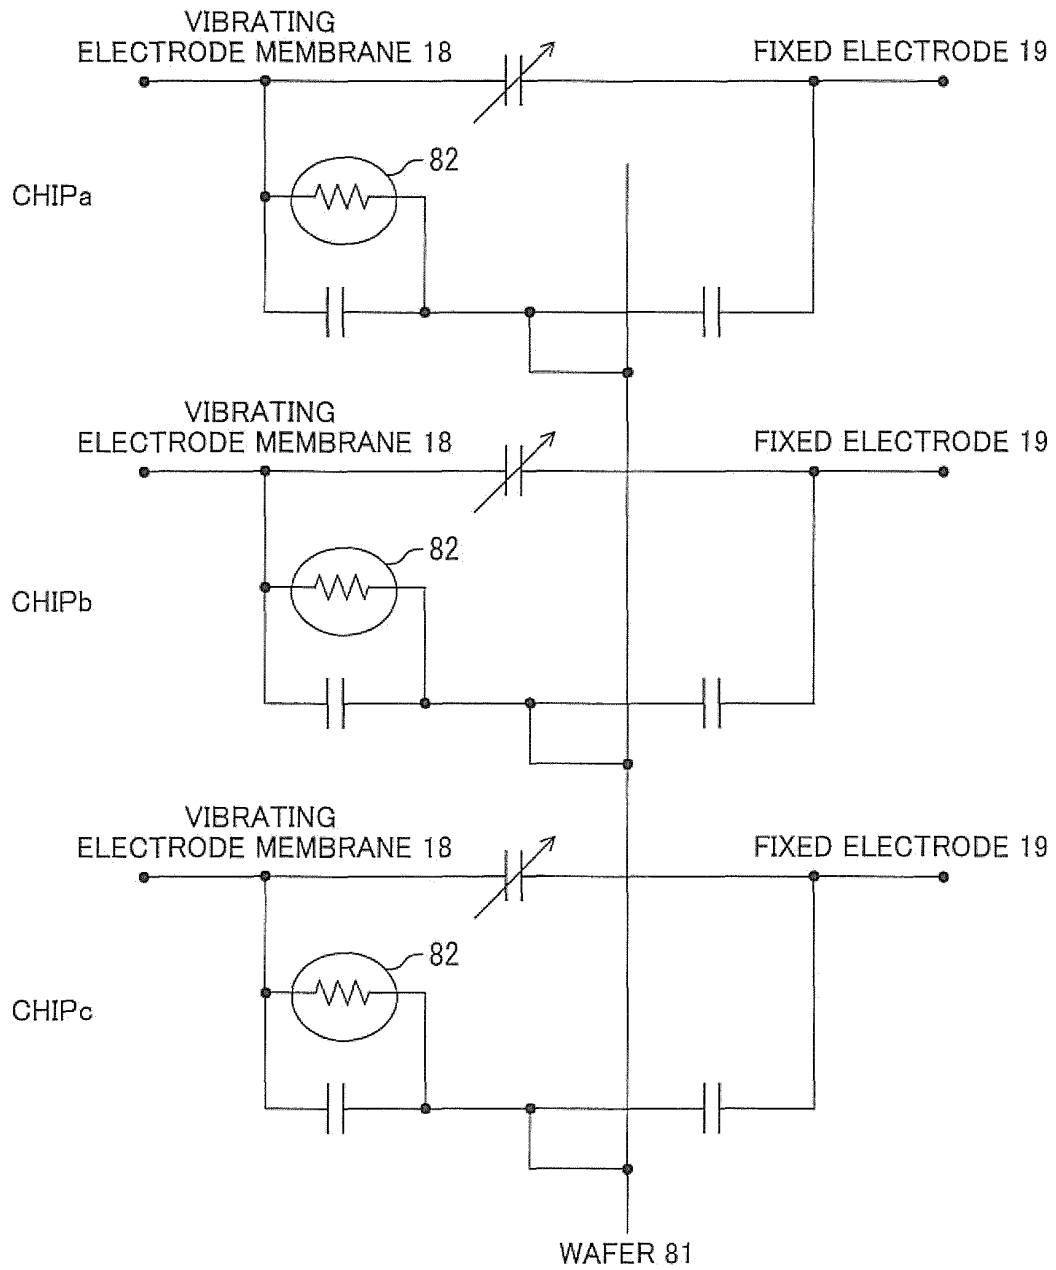 VIBRATING
ELECTRODE MEMBRANE 18
FIXED ELECTRODE 19
82
CHIPa
VIBRATING
ELECTRODE MEMBRANE 18
FIXED ELECTRODE 19
82
CHIPb
VIBRATING
ELECTRODE MEMBRANE 18
FIXED ELECTRODE 19
82
CHIPc
WAFER 81